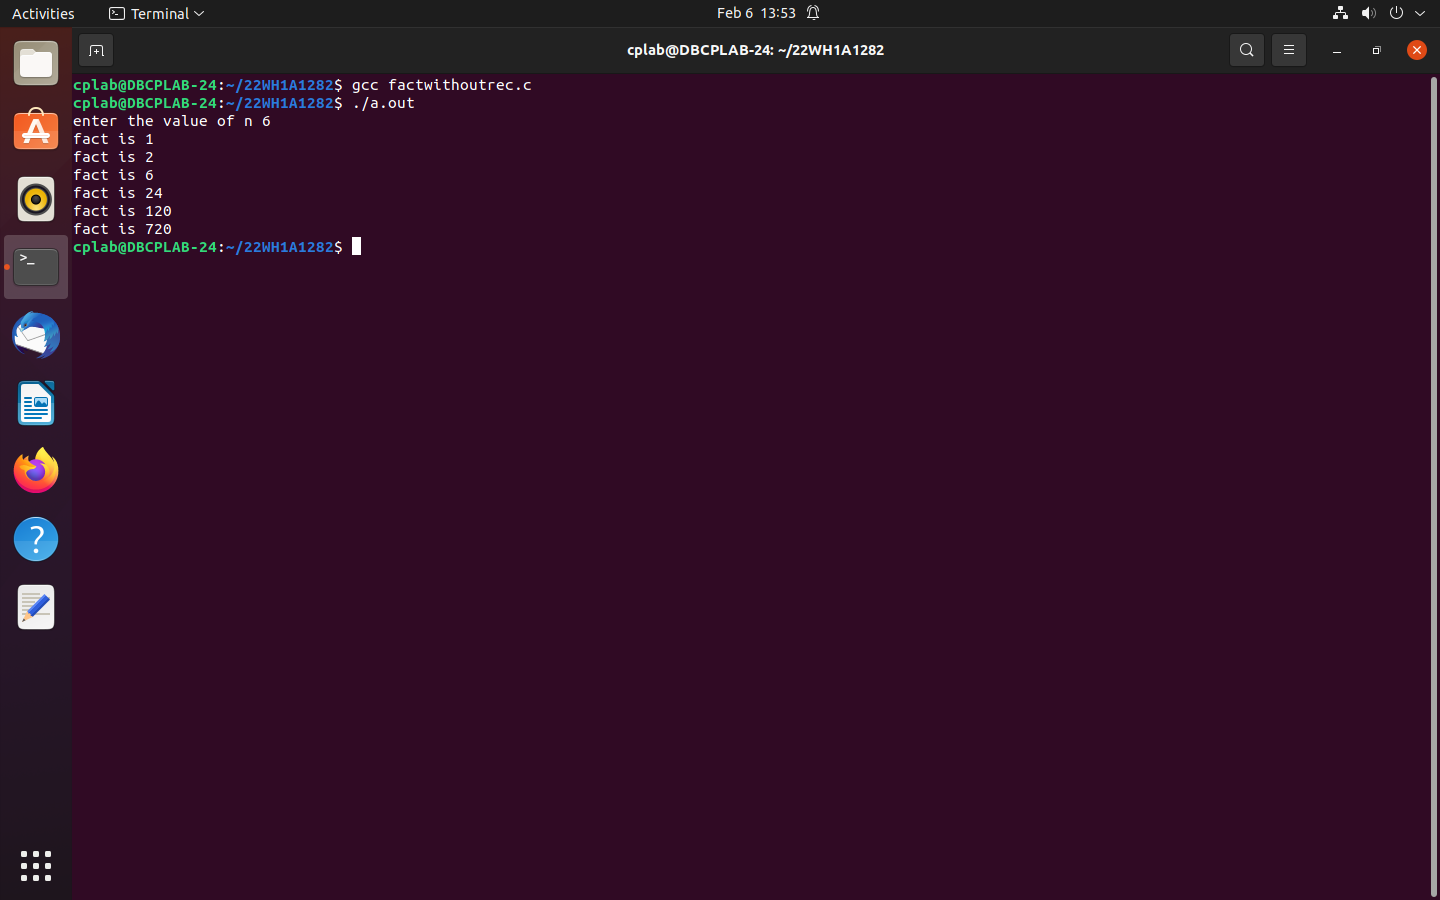 Activities
Terminal
Feb 6 13:53
cplab@DBCPLAB-24: ~/22WH1A1282
cplab@DBCPLAB-24:~/22WH1A1282$ gcc factwithoutrec.c
cplab@DBCPLAB-24:~/22WH1A1282$ ./a.out
enter the value of n 6
fact is 1
fact is 2
fact is 6
fact is 24
fact is 120
fact is 720
cplab@DBCPLAB-24:~/22WH1A1282$